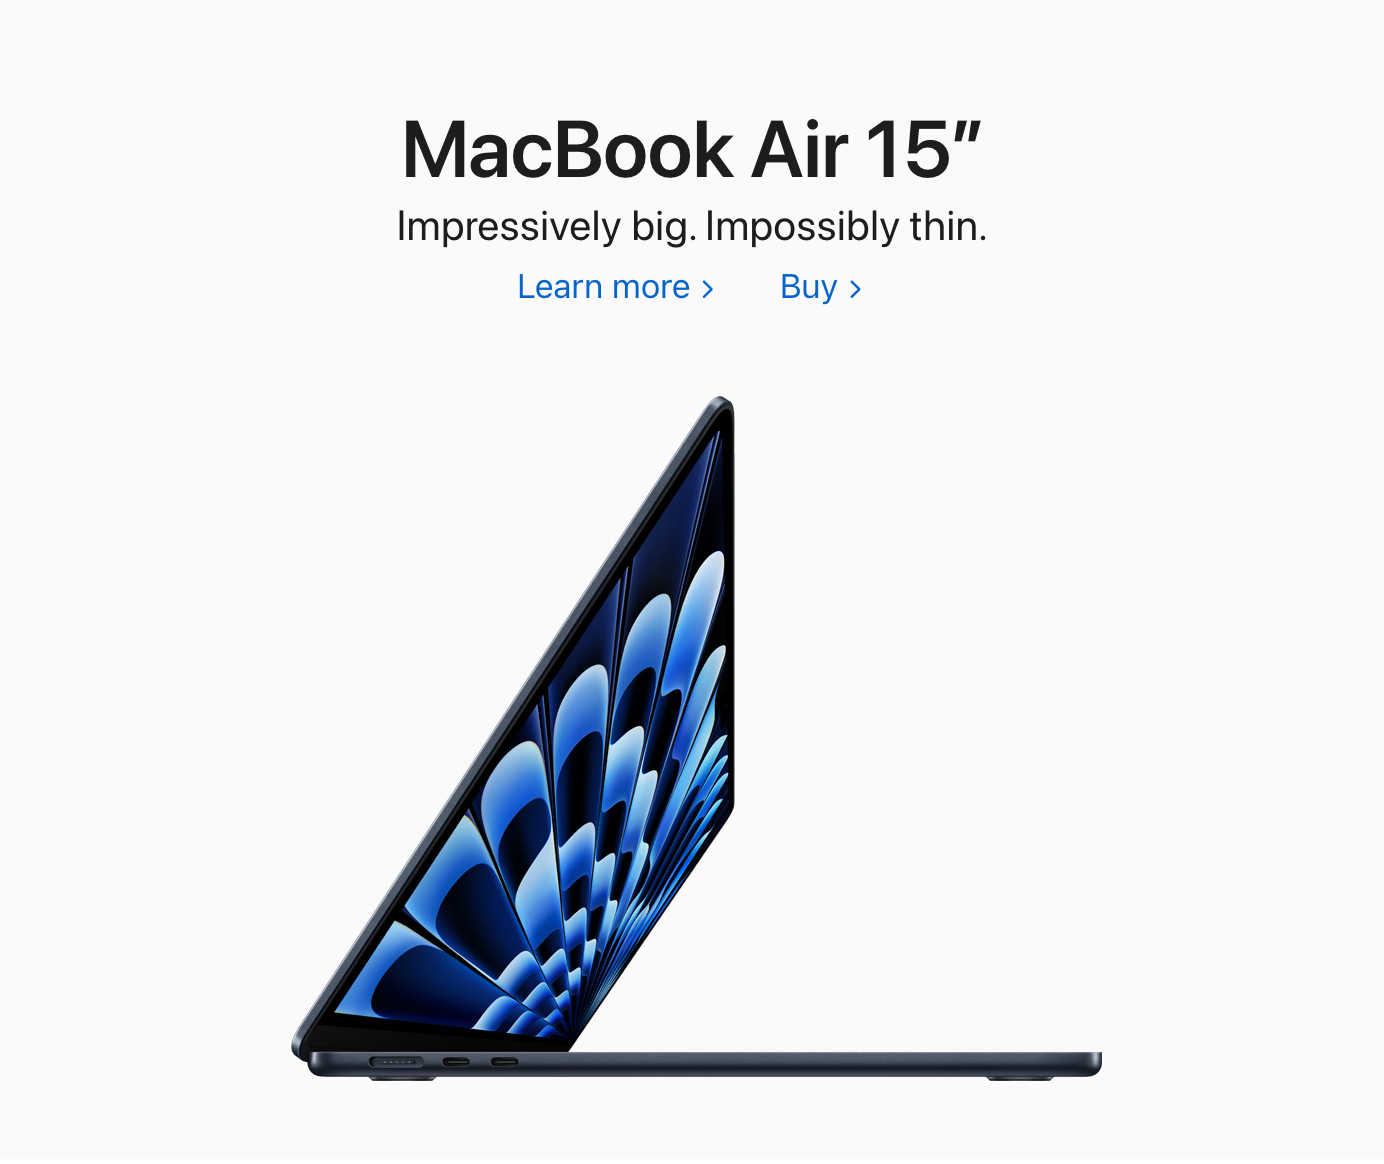 MacBook Air 15″
Impressively big. Impossibly thin.
Learn more > Buy >